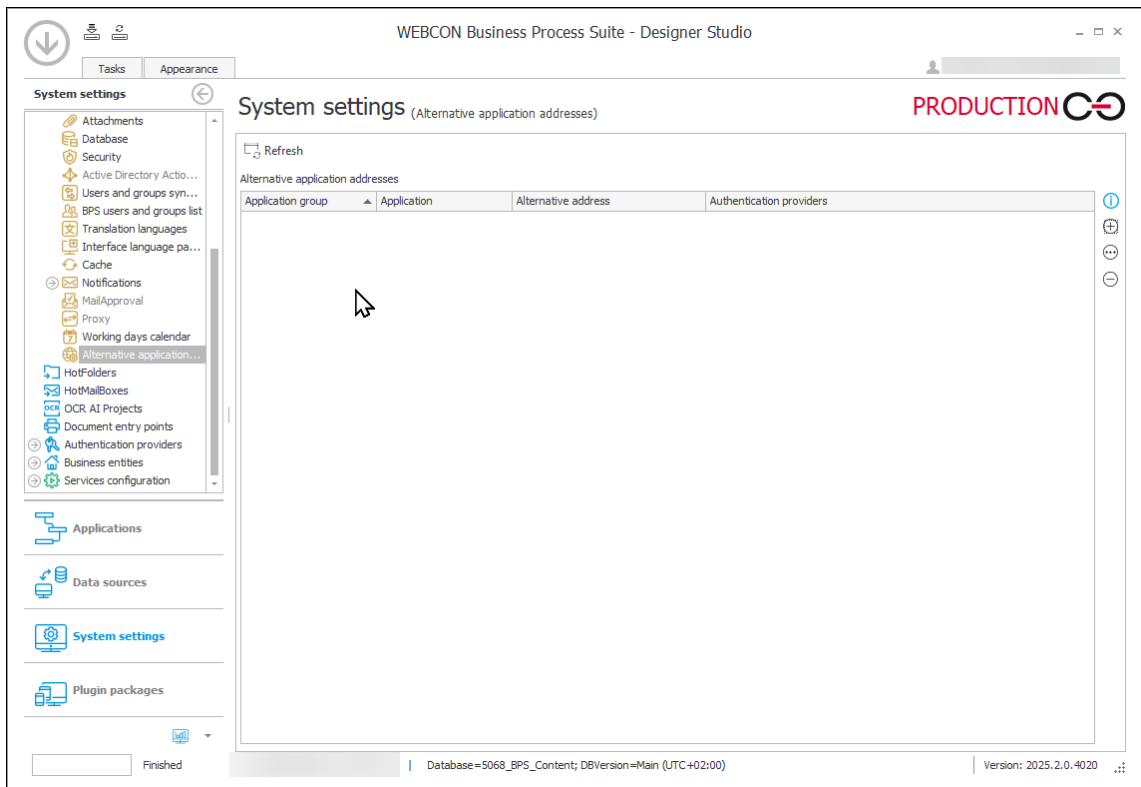 WEBCON Business Process Suite - Designer Studio
Tasks
Appearance
System settings
System settings (Alternative application addresses)
PRODUCTION
Attachments
Database
Security
Active Directory Actio...
Users and groups syn...
BPS users and groups list
Translation languages
Interface language pa...
Cache
Notifications
MailApproval
Proxy
Working days calendar
Alternative application...
HotFolders
HotMailBoxes
OCR AI Projects
Document entry points
Authentication providers
Business entities
Services configuration
Refresh
Alternative application addresses
Application group
Application
Alternative address
Authentication providers
Applications
Data sources
System settings
Plugin packages
Finished
Database=5068_BPS_Content; DBVersion=Main (UTC+02:00)
Version: 2025.2.0.4020